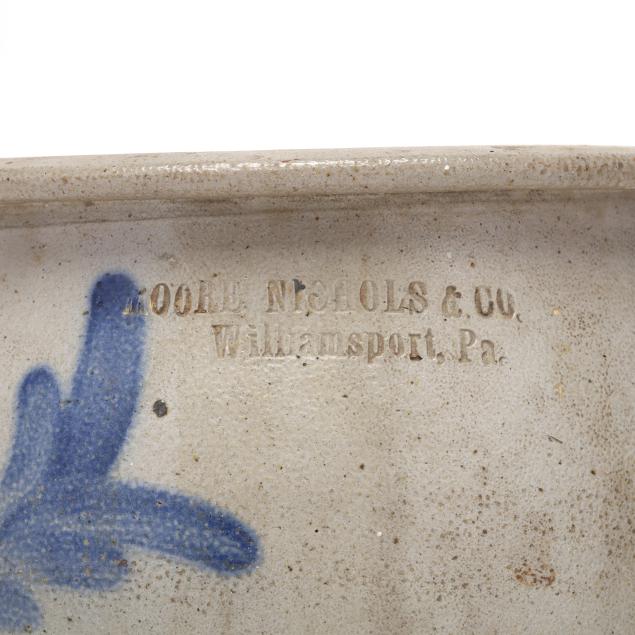 MOORE NICHOLS & CO.
Williamsport, Pa.